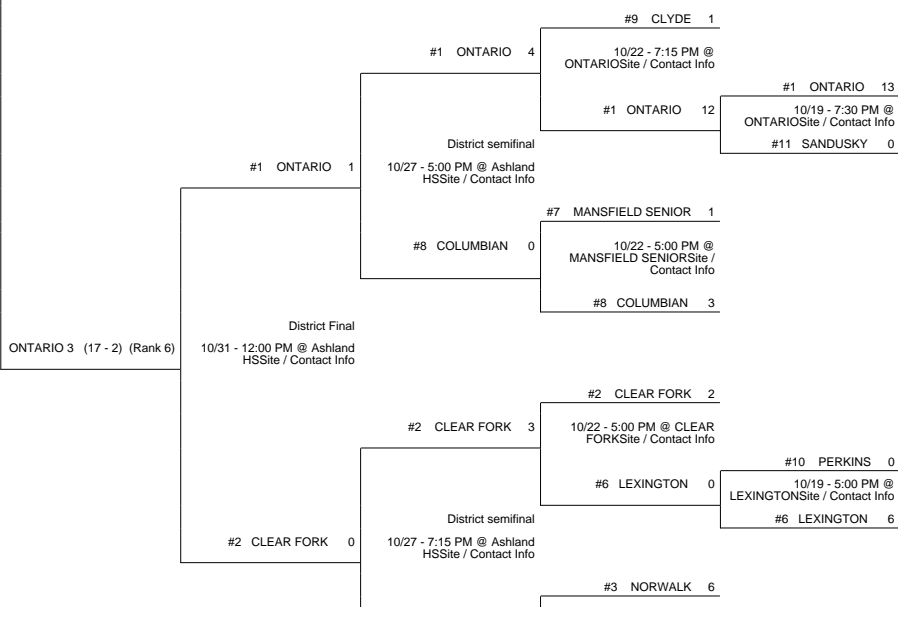 #9 CLYDE 1
#1 ONTARIO 4
10/22 - 7:15 PM @
ONTARIOSite / Contact Info
#1 ONTARIO 13
#1 ONTARIO 12
10/19 - 7:30 PM @
ONTARIOSite / Contact Info
District semifinal
#11 SANDUSKY 0
#1 ONTARIO 1
10/27 - 5:00 PM @ Ashland
HSSite / Contact Info
#7 MANSFIELD SENIOR 1
#8 COLUMBIAN 0
10/22 - 5:00 PM @
MANSFIELD SENIORSite /
Contact Info
#8 COLUMBIAN 3
District Final
ONTARIO 3 (17 - 2) (Rank 6)
10/31 - 12:00 PM @ Ashland
HSSite / Contact Info
#2 CLEAR FORK 2
#2 CLEAR FORK 3
10/22 - 5:00 PM @ CLEAR
FORKSite / Contact Info
#10 PERKINS 0
#6 LEXINGTON 0
10/19 - 5:00 PM @
LEXINGTONSite / Contact Info
District semifinal
#6 LEXINGTON 6
#2 CLEAR FORK 0
10/27 - 7:15 PM @ Ashland
HSSite / Contact Info
#3 NORWALK 6